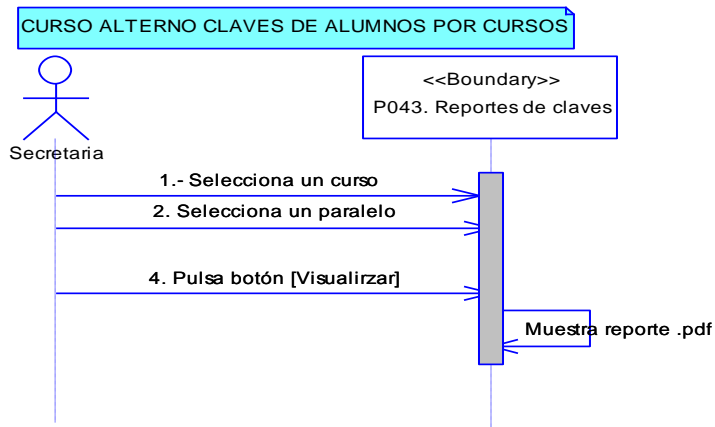 CURSO ALTERNO CLAVES DE ALUMNOS POR CURSOS
<<Boundary>>
P043. Reportes de claves
Secretaria
1.- Selecciona un curso
2. Selecciona un paralelo
4. Pulsa botón [Visualirzar]
Muestra reporte .pdf